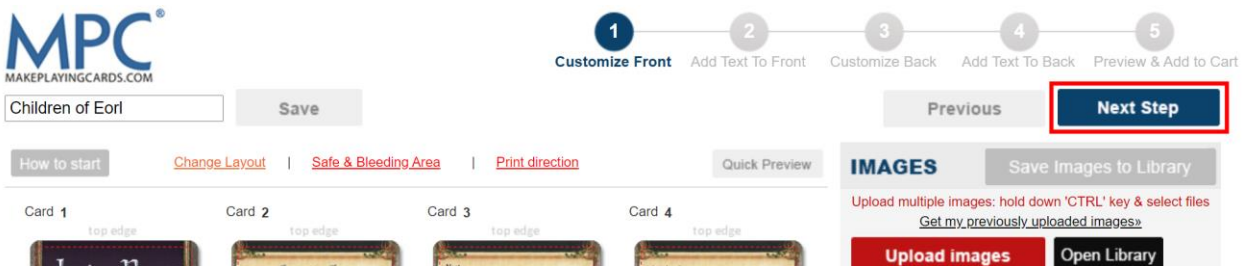 MPC®
MAKEPLAYINGCARDS.COM
1 2 3 4 5
Customize Front Add Text To Front Customize Back Add Text To Back Preview & Add to Cart
Children of Eorl Save Previous Next Step
How to start Change Layout | Safe & Bleeding Area | Print direction Quick Preview
IMAGES Save Images to Library
Upload multiple images: hold down 'CTRL' key & select files
Get my previously uploaded images»
Upload images Open Library
Card 1 Card 2 Card 3 Card 4
top edge top edge top edge top edge